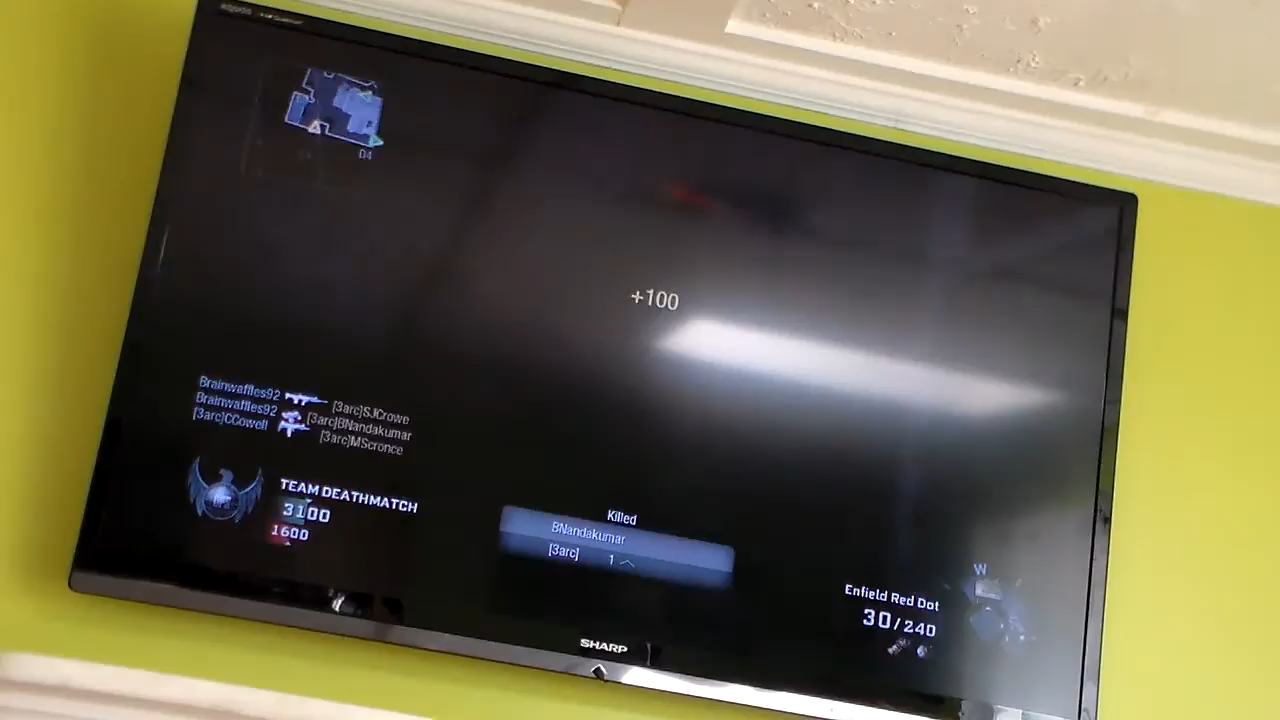 04
+100
Brainwaffles92 [3arc]SJCrowe
Brainwaffles92 [3arc]BNandakumar
[3arc]CCowell [3arc]MScronce
TEAM DEATHMATCH
3100
1600
Killed
BNandakumar
[3arc] 1
W
Enfield Red Dot
30/240
SHARP